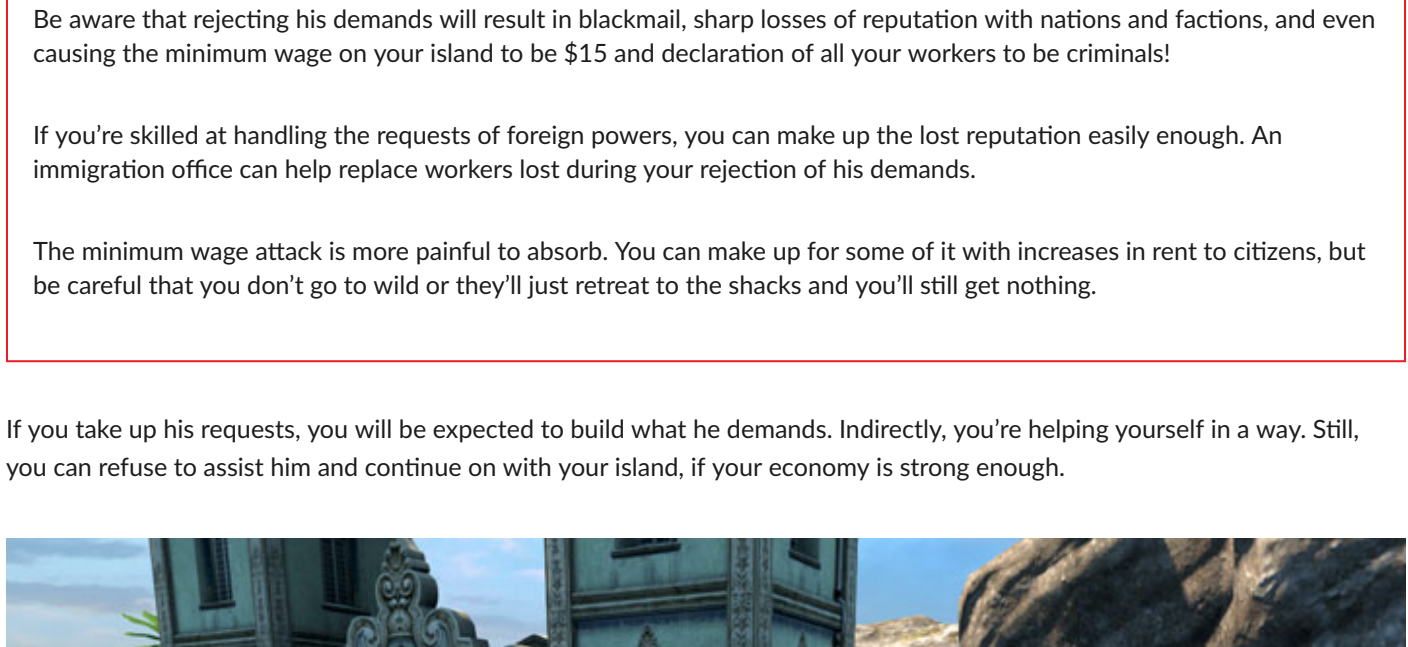 Be aware that rejecting his demands will result in blackmail, sharp losses of reputation with nations and factions, and even
causing the minimum wage on your island to be $15 and declaration of all your workers to be criminals!
If you’re skilled at handling the requests of foreign powers, you can make up the lost reputation easily enough. An
immigration office can help replace workers lost during your rejection of his demands.
The minimum wage attack is more painful to absorb. You can make up for some of it with increases in rent to citizens, but
be careful that you don’t go to wild or they’ll just retreat to the shacks and you’ll still get nothing.
If you take up his requests, you will be expected to build what he demands. Indirectly, you’re helping yourself in a way. Still,
you can refuse to assist him and continue on with your island, if your economy is strong enough.